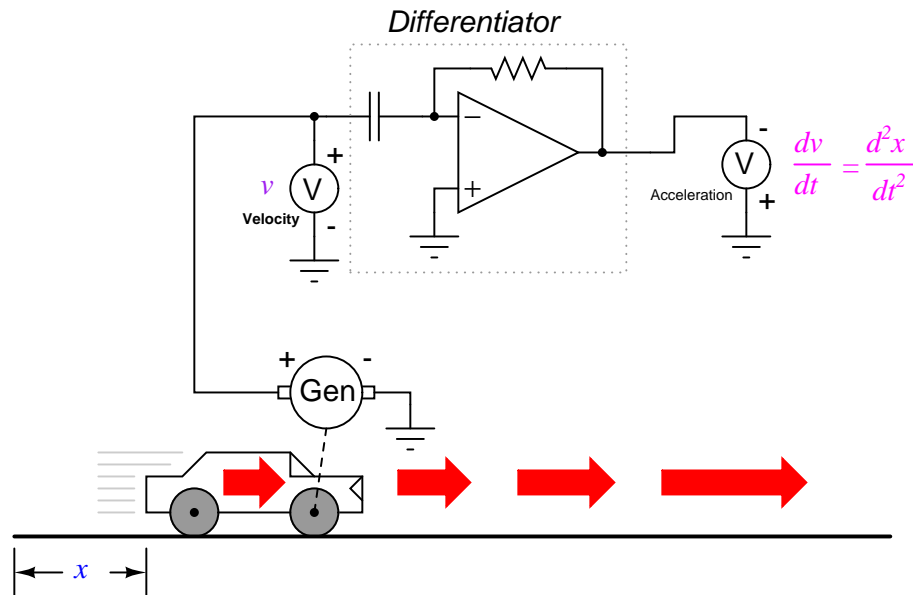 Differentiator
−
+
+
V
-
v
Velocity
-
V
+
Acceleration
dv/dt = d²x/dt²
+
-
Gen
x